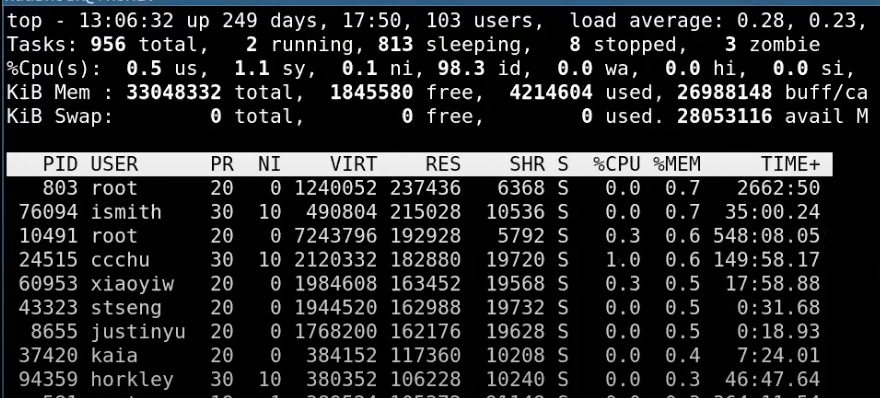 top - 13:06:32 up 249 days, 17:50, 103 users, load average: 0.28, 0.23,
Tasks: 956 total, 2 running, 813 sleeping, 8 stopped, 3 zombie
%Cpu(s): 0.5 us, 1.1 sy, 0.1 ni, 98.3 id, 0.0 wa, 0.0 hi, 0.0 si,
KiB Mem : 33048332 total, 1845580 free, 4214604 used, 26988148 buff/ca
KiB Swap: 0 total, 0 free, 0 used. 28053116 avail M
PID USER PR NI VIRT RES SHR S %CPU %MEM TIME+
803 root 20 0 1240052 237436 6368 S 0.0 0.7 2662:50
76094 ismith 30 10 490804 215028 10536 S 0.0 0.7 35:00.24
10491 root 20 0 7243796 192928 5792 S 0.3 0.6 548:08.05
24515 ccchu 30 10 2120332 182880 19720 S 1.0 0.6 149:58.17
60953 xiaoyiw 20 0 1984608 163452 19568 S 0.3 0.5 17:58.88
43323 stseng 20 0 1944520 162988 19732 S 0.0 0.5 0:31.68
8655 justinyu 20 0 1768200 162176 19628 S 0.0 0.5 0:18.93
37420 kaia 20 0 384152 117360 10208 S 0.0 0.4 7:24.01
94359 horkley 30 10 380352 106228 10240 S 0.0 0.3 46:47.64